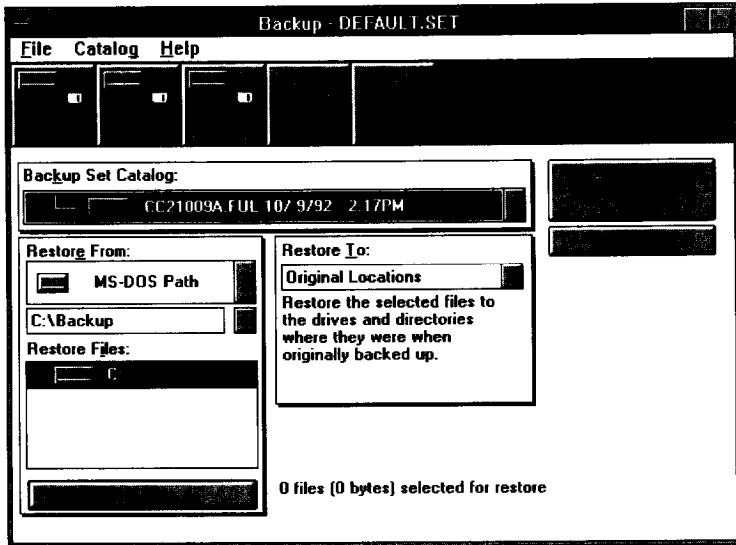 Backup - DEFAULT.SET
File Catalog Help
Backup Set Catalog:
CC21009A.FUL 10/ 9/92 2.17PM
Restore From:
MS-DOS Path
C:\Backup
Restore Files:
C
Restore To:
Original Locations
Restore the selected files to
the drives and directories
where they were when
originally backed up.
0 files (0 bytes) selected for restore